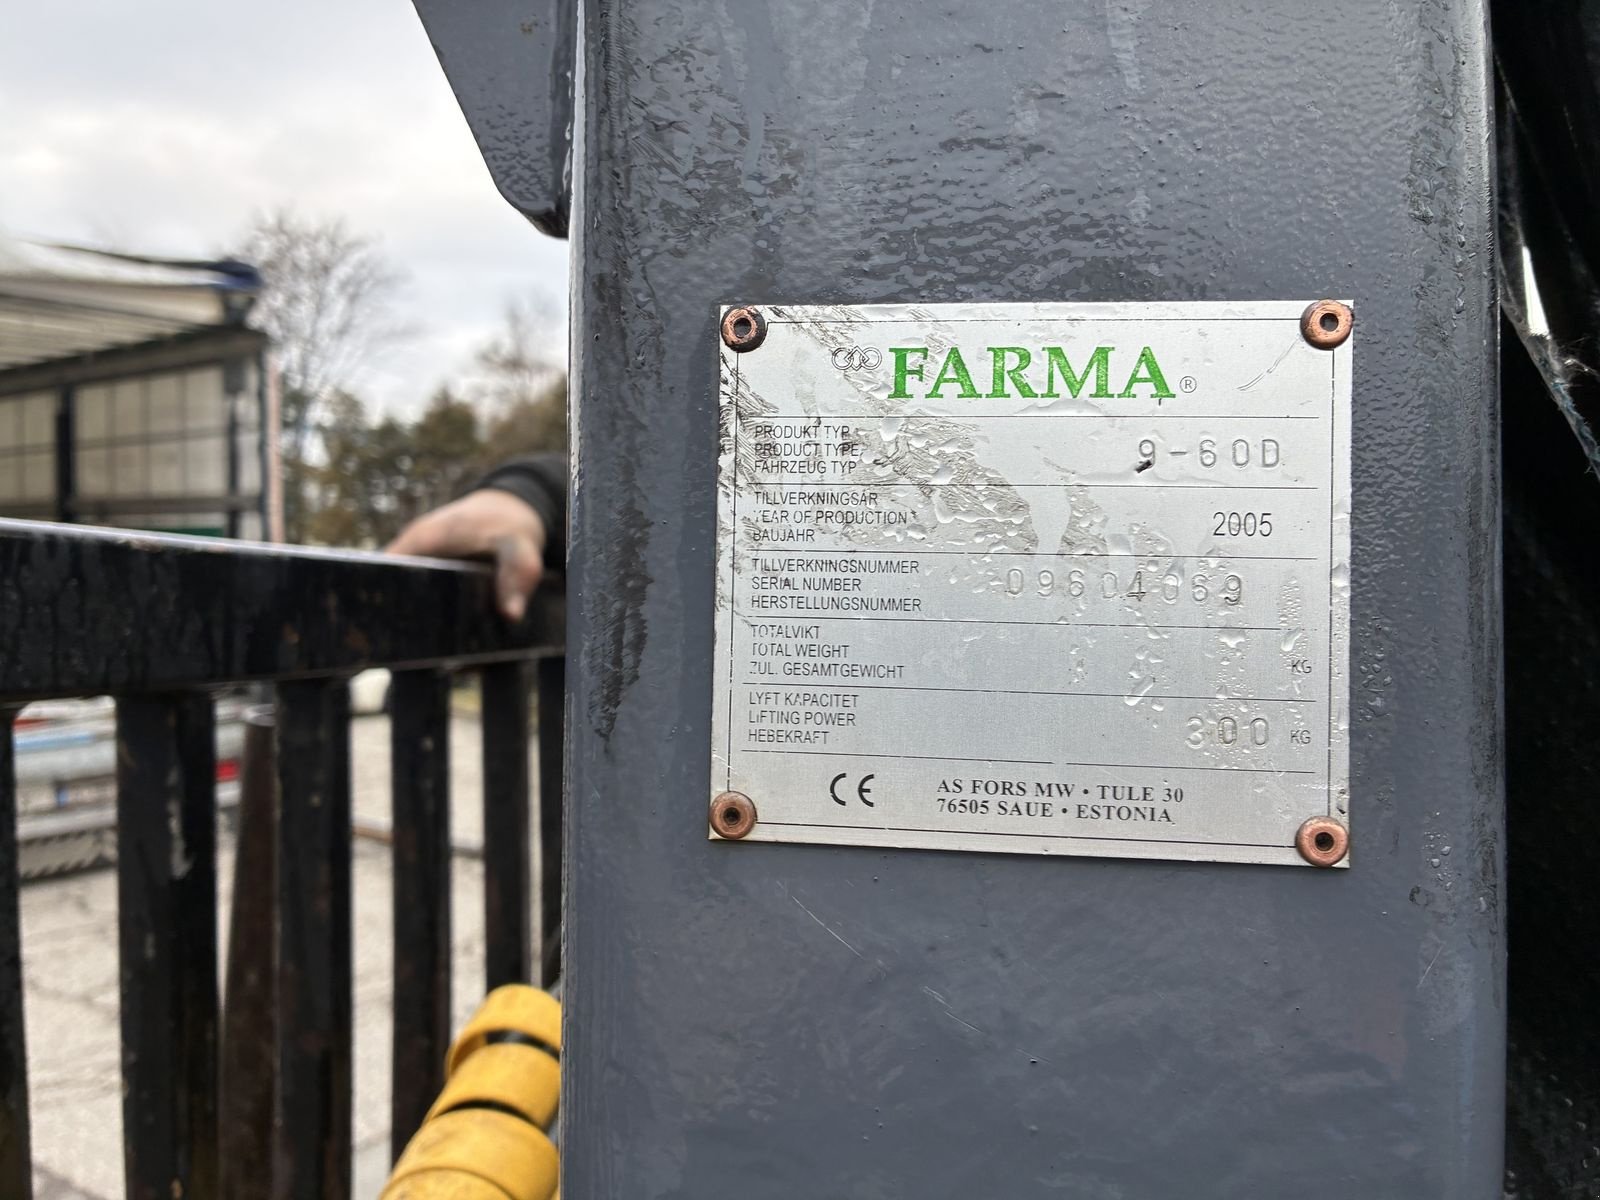 FARMA®
PRODUKT TYP
PRODUCT TYPE
FAHRZEUG TYP
9-60D
TILLVERKNINGSÅR
YEAR OF PRODUCTION
BAUJAHR
2005
TILLVERKNINGSNUMMER
SERIAL NUMBER
HERSTELLUNGSNUMMER
09604069
TOTALVIKT
TOTAL WEIGHT
ZUL. GESAMTGEWICHT
KG
LYFT KAPACITET
LIFTING POWER
HEBEKRAFT
300 KG
CE
AS FORS MW • TULE 30
76505 SAUE • ESTONIA